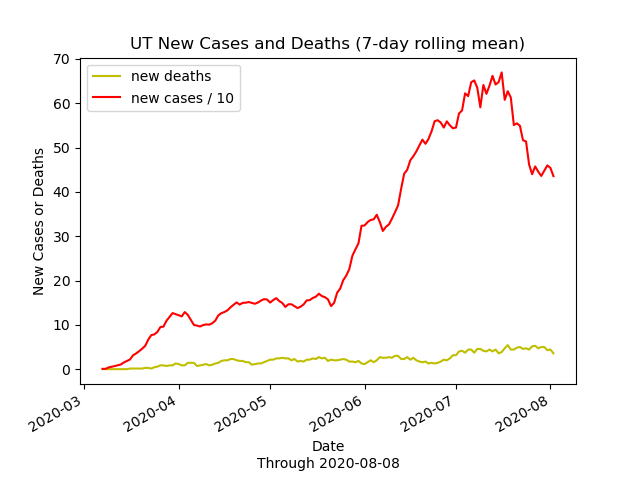 UT New Cases and Deaths (7-day rolling mean)
new deaths
new cases / 10
New Cases or Deaths
70
60
50
40
30
20
10
0
2020-03
2020-04
2020-05
2020-06
2020-07
2020-08
Date
Through 2020-08-08